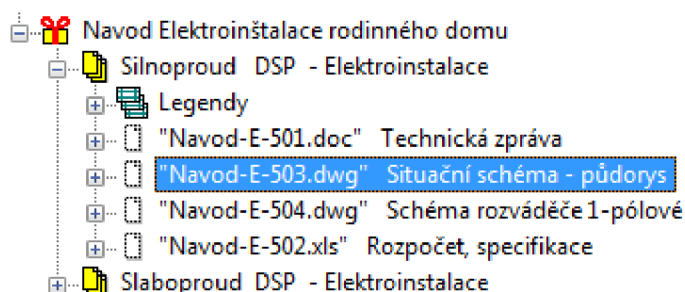 Navod Elektroinštalace rodinného domu
Silnoproud DSP - Elektroinstalace
Legendy
"Navod-E-501.doc" Technická zpráva
"Navod-E-503.dwg" Situační schéma - půdorys
"Navod-E-504.dwg" Schéma rozváděče 1-pólové
"Navod-E-502.xls" Rozpočet, specifikace
Slaboproud DSP - Elektroinstalace